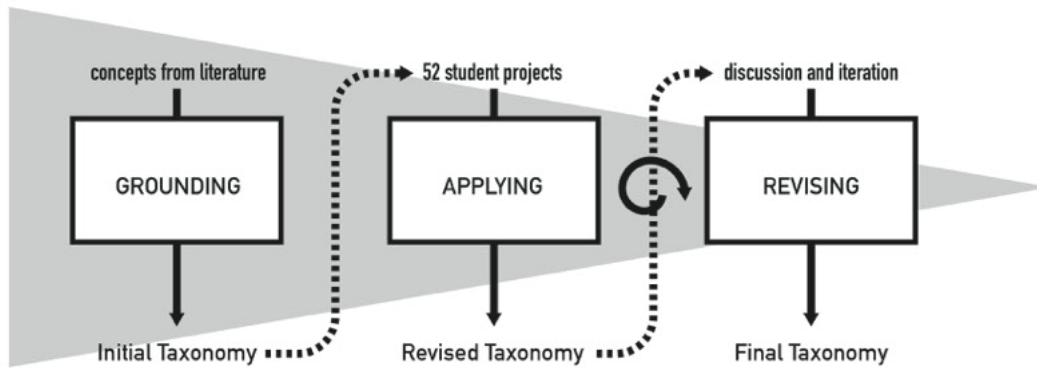 concepts from literature
52 student projects
discussion and iteration
GROUNDING
APPLYING
REVISING
Initial Taxonomy
Revised Taxonomy
Final Taxonomy